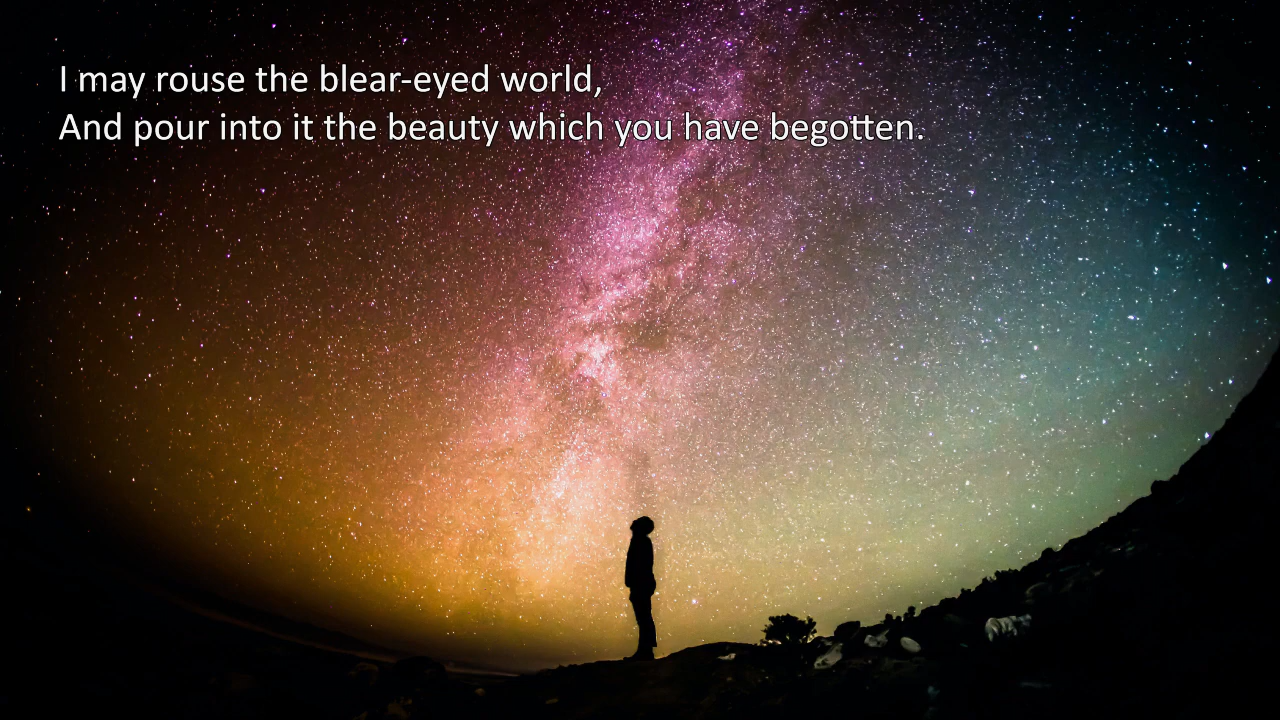 I may rouse the blear-eyed world,
And pour into it the beauty which you have begotten.